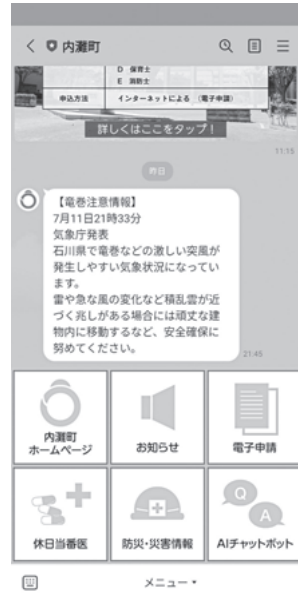 内灘町
D 保育士
E 消防士
申込方法 インターネットによる (電子申請)
詳しくはここをタップ!
11:15
昨日
【竜巻注意情報】
7月11日21時33分
気象庁発表
石川県で竜巻などの激しい突風が
発生しやすい気象状況になってい
ます。
雷や急な風の変化など積乱雲が近
づく兆しがある場合には頑丈な建
物内に移動するなど、安全確保に
努めてください。
21:45
内灘町
ホームページ
お知らせ
電子申請
休日当番医
防災・災害情報
Q
A
AIチャットボット
メニュー